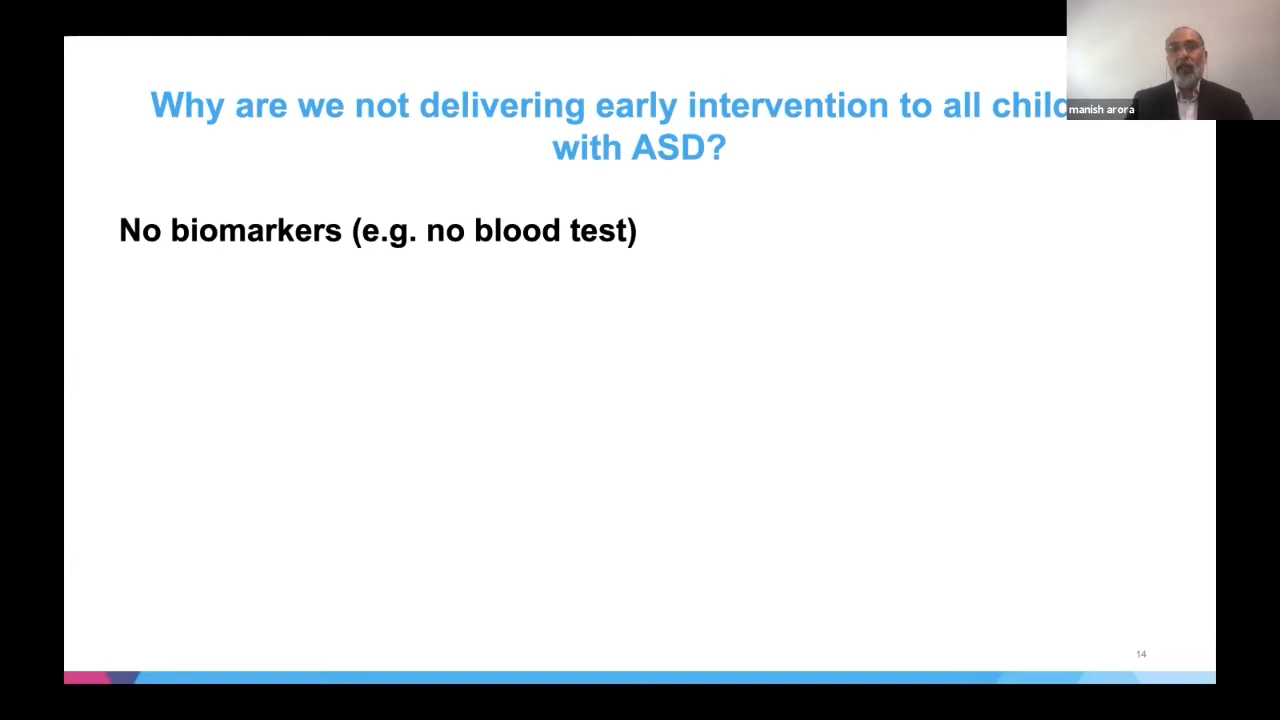 Why are we not delivering early intervention to all child
with ASD?
manish arora
No biomarkers (e.g. no blood test)
14